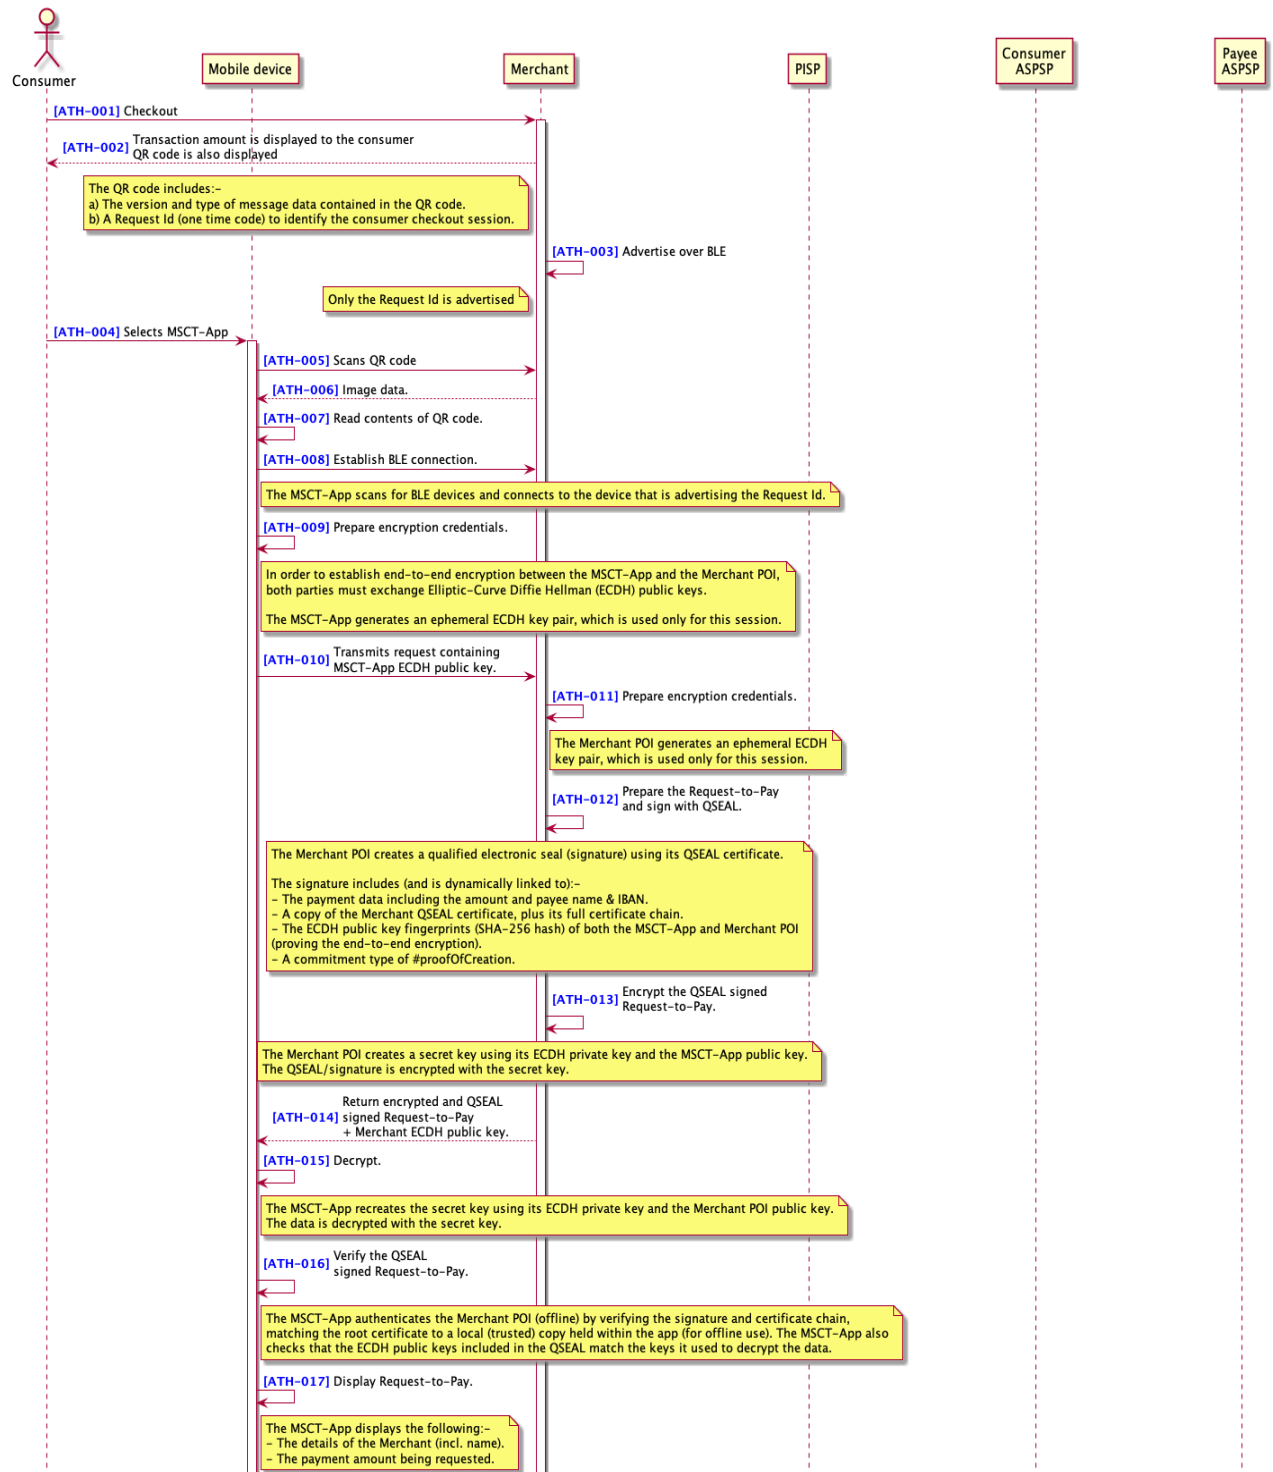 Consumer
Mobile device
Merchant
PISP
Consumer
ASPSP
Payee
ASPSP
[ATH-001] Checkout
[ATH-002] Transaction amount is displayed to the consumer
QR code is also displayed
The QR code includes:-
a) The version and type of message data contained in the QR code.
b) A Request Id (one time code) to identify the consumer checkout session.
[ATH-003] Advertise over BLE
Only the Request Id is advertised
[ATH-004] Selects MSCT-App
[ATH-005] Scans QR code
[ATH-006] Image data.
[ATH-007] Read contents of QR code.
[ATH-008] Establish BLE connection.
The MSCT-App scans for BLE devices and connects to the device that is advertising the Request Id.
[ATH-009] Prepare encryption credentials.
In order to establish end-to-end encryption between the MSCT-App and the Merchant POI,
both parties must exchange Elliptic-Curve Diffie Hellman (ECDH) public keys.
The MSCT-App generates an ephemeral ECDH key pair, which is used only for this session.
[ATH-010] Transmits request containing
MSCT-App ECDH public key.
[ATH-011] Prepare encryption credentials.
The Merchant POI generates an ephemeral ECDH
key pair, which is used only for this session.
[ATH-012] Prepare the Request-to-Pay
and sign with QSEAL.
The Merchant POI creates a qualified electronic seal (signature) using its QSEAL certificate.
The signature includes (and is dynamically linked to):-
- The payment data including the amount and payee name & IBAN.
- A copy of the Merchant QSEAL certificate, plus its full certificate chain.
- The ECDH public key fingerprints (SHA-256 hash) of both the MSCT-App and Merchant POI
(proving the end-to-end encryption).
- A commitment type of #proofOfCreation.
[ATH-013] Encrypt the QSEAL signed
Request-to-Pay.
The Merchant POI creates a secret key using its ECDH private key and the MSCT-App public key.
The QSEAL/signature is encrypted with the secret key.
[ATH-014] Return encrypted and QSEAL
signed Request-to-Pay
+ Merchant ECDH public key.
[ATH-015] Decrypt.
The MSCT-App recreates the secret key using its ECDH private key and the Merchant POI public key.
The data is decrypted with the secret key.
[ATH-016] Verify the QSEAL
signed Request-to-Pay.
The MSCT-App authenticates the Merchant POI (offline) by verifying the signature and certificate chain,
matching the root certificate to a local (trusted) copy held within the app (for offline use). The MSCT-App also
checks that the ECDH public keys included in the QSEAL match the keys it used to decrypt the data.
[ATH-017] Display Request-to-Pay.
The MSCT-App displays the following:-
- The details of the Merchant (incl. name).
- The payment amount being requested.